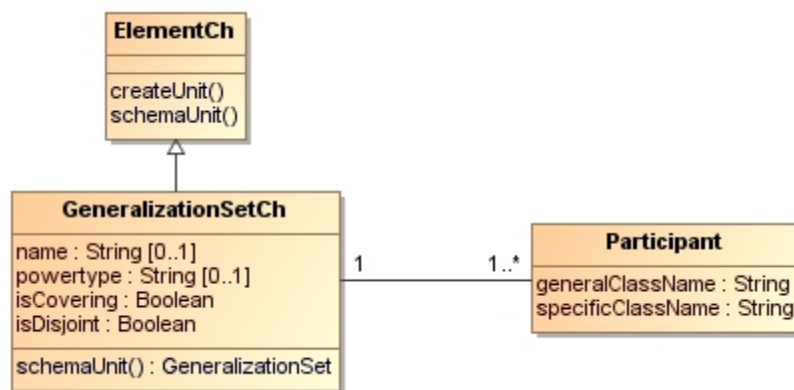 ElementCh
createUnit()
schemaUnit()
GeneralizationSetCh
name : String [0..1]
powertype : String [0..1]
isCovering : Boolean
isDisjoint : Boolean
schemaUnit() : GeneralizationSet
1
1..*
Participant
generalClassName : String
specificClassName : String